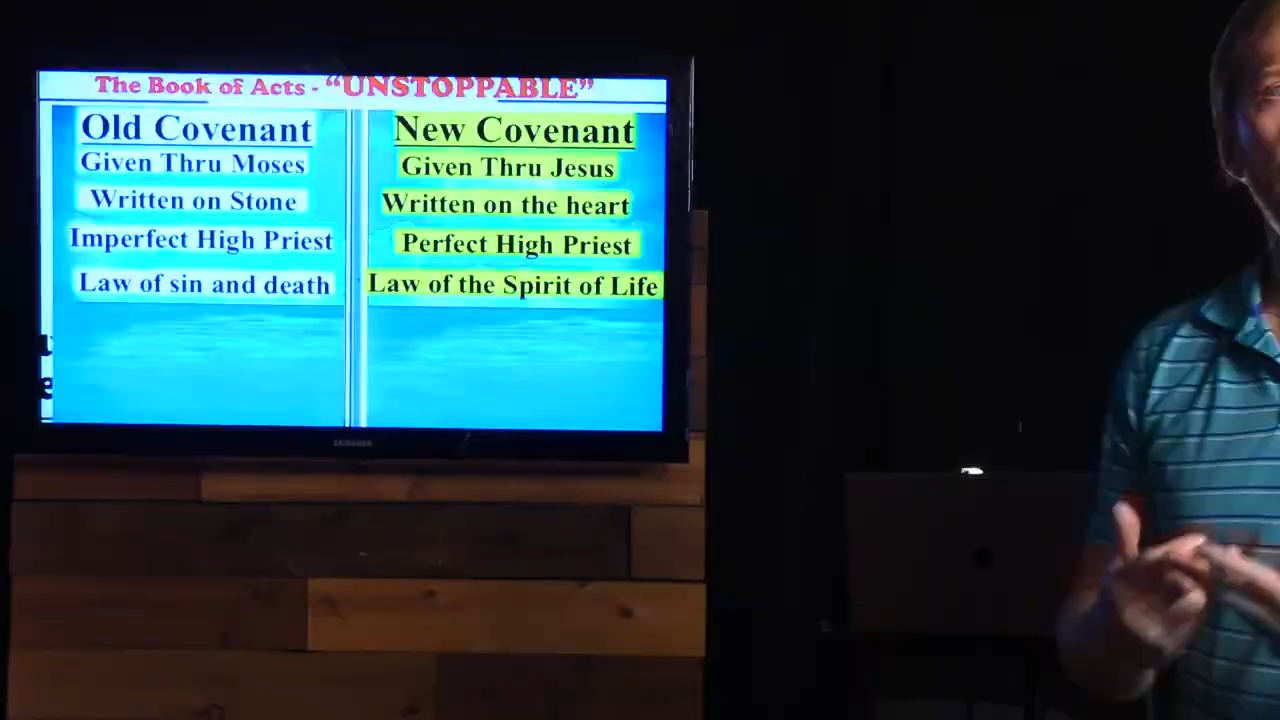 The Book of Acts - “UNSTOPPABLE”
Old Covenant
Given Thru Moses
Written on Stone
Imperfect High Priest
Law of sin and death
New Covenant
Given Thru Jesus
Written on the heart
Perfect High Priest
Law of the Spirit of Life
SAMSUNG